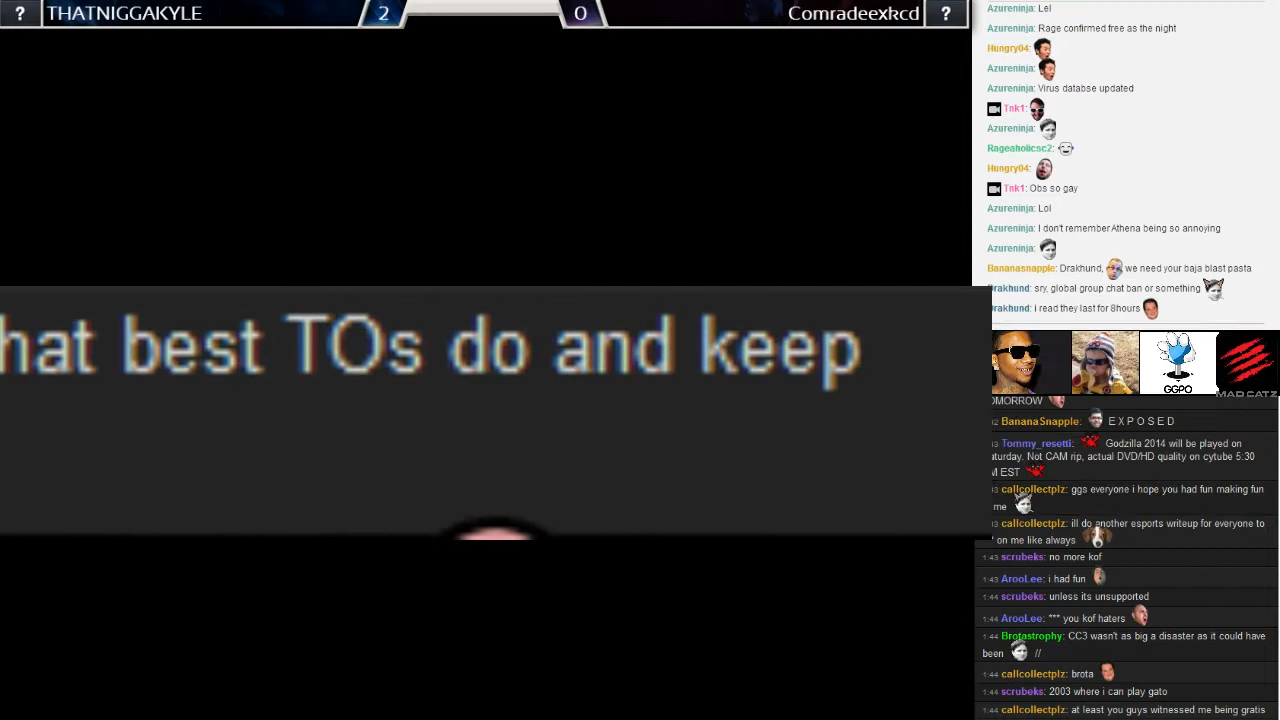 ? THATNIGGAKYLE 2 0 Comradeexkcd ?
Azureninja: Lel
Azureninja: Rage confirmed free as the night
Hungry04:
Azureninja:
Azureninja: Virus databse updated
Tnk1:
Azureninja:
Rageaholicsc2:
Hungry04:
Tnk1: Obs so gay
Azureninja: Lol
Azureninja: I don't remember Athena being so annoying
Azureninja:
Bananasnapple: Drakhund, we need your baja blast pasta
Drakhund: sry, global group chat ban or something
Drakhund: i read they last for 8hours
hat best TOs do and keep
GGPO
MAD CATZ
OMORROW
BananaSnapple: E X P O S E D
Tommy_resetti: Godzilla 2014 will be played on
aturday. Not CAM rip, actual DVD/HD quality on cytube 5:30
M EST
callcollectplz: ggs everyone i hope you had fun making fun
me
callcollectplz: ill do another esports writeup for everyone to
on me like always
1:43 scrubeks: no more kof
1:43 ArooLee: i had fun
1:44 scrubeks: unless its unsupported
1:44 ArooLee: *** you kof haters
1:44 Brotastrophy: CC3 wasn't as big a disaster as it could have
been //
1:44 callcollectplz: brota
1:44 scrubeks: 2003 where i can play gato
1:44 callcollectplz: at least you guys witnessed me being gratis